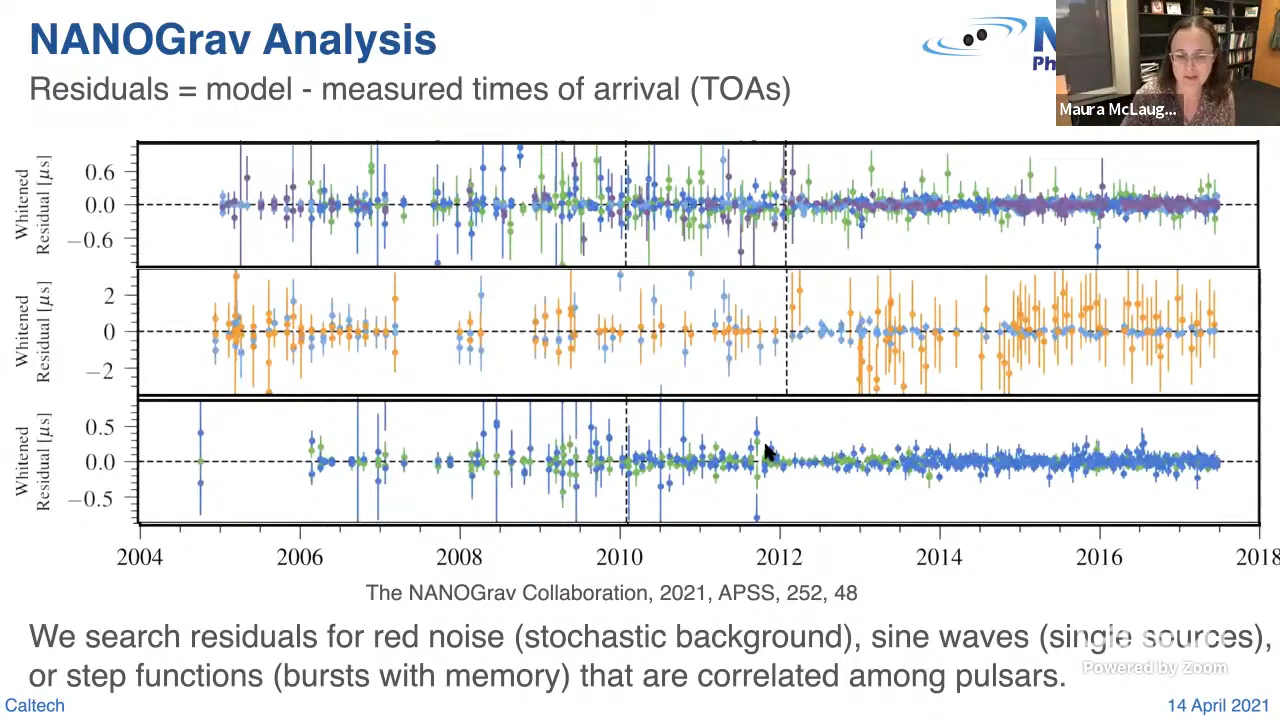 NANOGrav Analysis
N
Ph
Residuals = model - measured times of arrival (TOAs)
Maura McLaug...
Whitened
Residual [μs]
0.6
0.0
−0.6
Whitened
Residual [μs]
2
0
−2
Whitened
Residual [μs]
0.5
0.0
−0.5
2004 2006 2008 2010 2012 2014 2016 2018
The NANOGrav Collaboration, 2021, APSS, 252, 48
We search residuals for red noise (stochastic background), sine waves (single sources),
or step functions (bursts with memory) that are correlated among pulsars.
Powered by Zoom
Caltech
14 April 2021